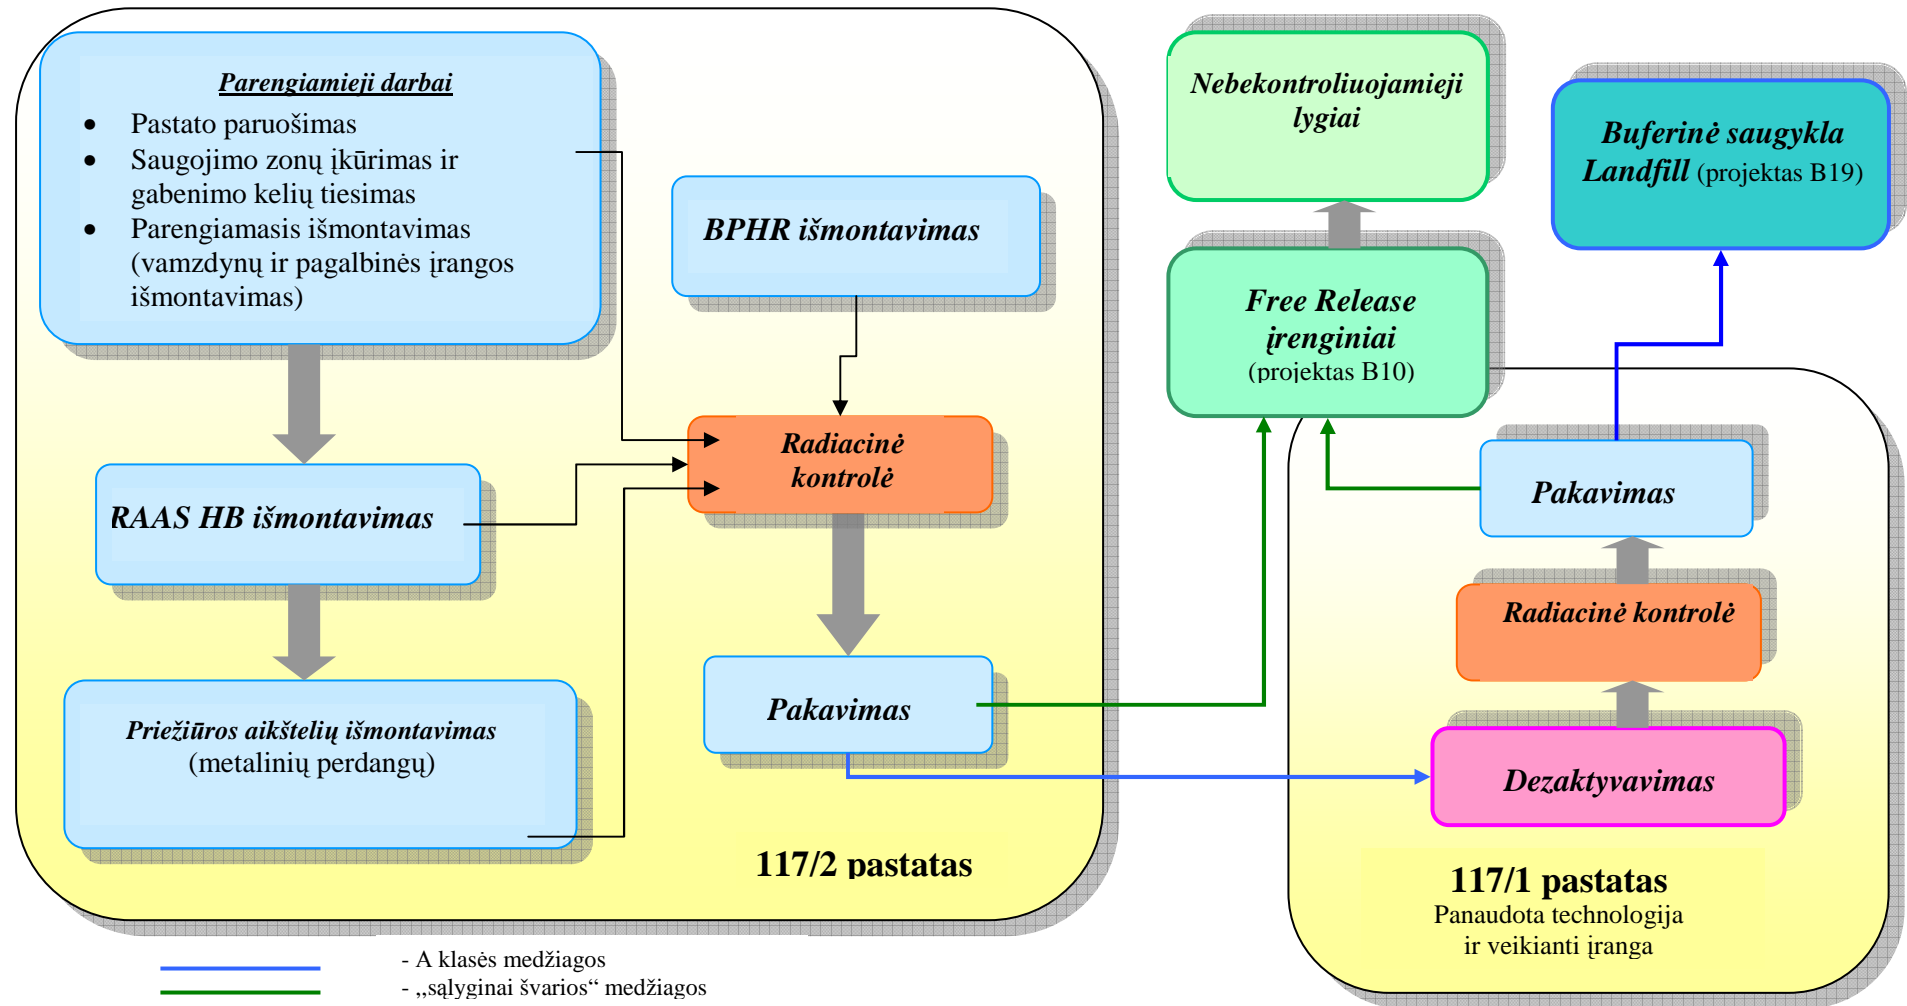 Parengiamieji darbai
• Pastato paruošimas
• Saugojimo zonų įkūrimas ir
gabenimo kelių tiesimas
• Parengiamasis išmontavimas
(vamzdynų ir pagalbinės įrangos
išmontavimas)
RAAS HB išmontavimas
Priežiūros aikštelių išmontavimas
(metalinių perdangų)
BPHR išmontavimas
Radiacinė
kontrolė
Pakavimas
117/2 pastatas
Nebekontroliuojamieji
lygiai
Free Release
įrenginiai
(projektas B10)
Buferinė saugykla
Landfill (projektas B19)
Pakavimas
Radiacinė kontrolė
Dezaktyvavimas
117/1 pastatas
Panaudota technologija
ir veikianti įranga
- A klasės medžiagos
- „sąlyginai švarios“ medžiagos